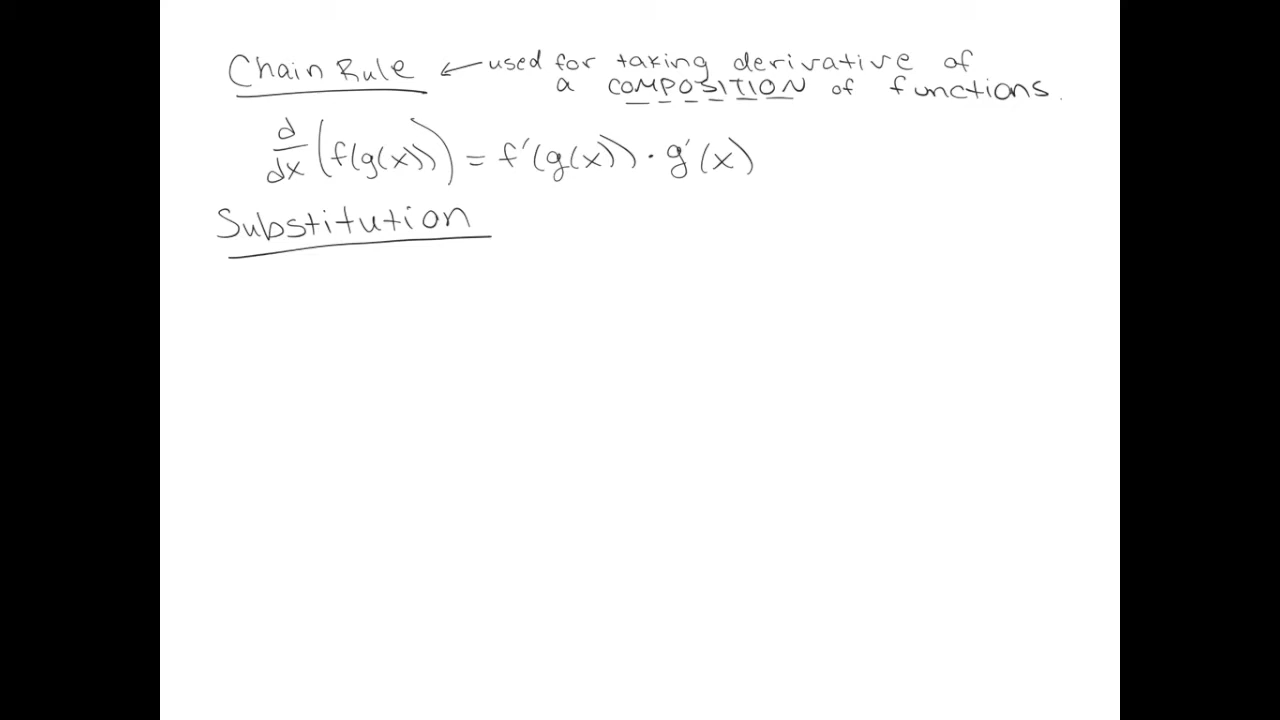 Chain Rule ← used for taking derivative of
a COMPOSITION of functions.
d/dx (f(g(x))) = f'(g(x)) · g'(x)
Substitution